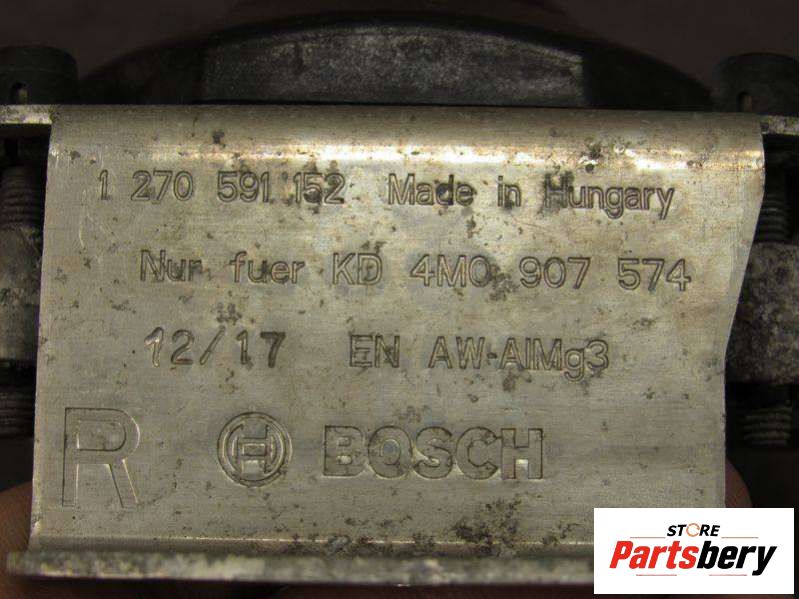 1 270 591 152 Made in Hungary
Nur fuer KD 4M0 907 574
12/17 EN AW-AlMg3
R BOSCH
STORE
Partsbery